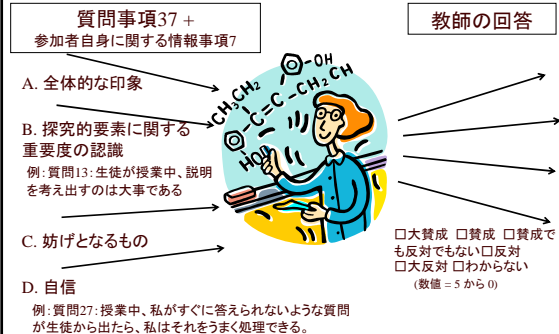 質問事項37 +
参加者自身に関する情報事項7
教師の回答
A. 全体的な印象
B. 探究的要素に関する
重要度の認識
例：質問13：生徒が授業中、説明
を考え出すのは大事である
C. 妨げとなるもの
D. 自信
例：質問27：授業中、私がすぐに答えられないような質問
が生徒から出たら、私はそれをうまく処理できる。
OH
CH3CH2
C=C-CH2CH
HO
□大賛成 □賛成 □賛成で
も反対でもない□反対
□大反対 □わからない
(数値 = 5 から 0)